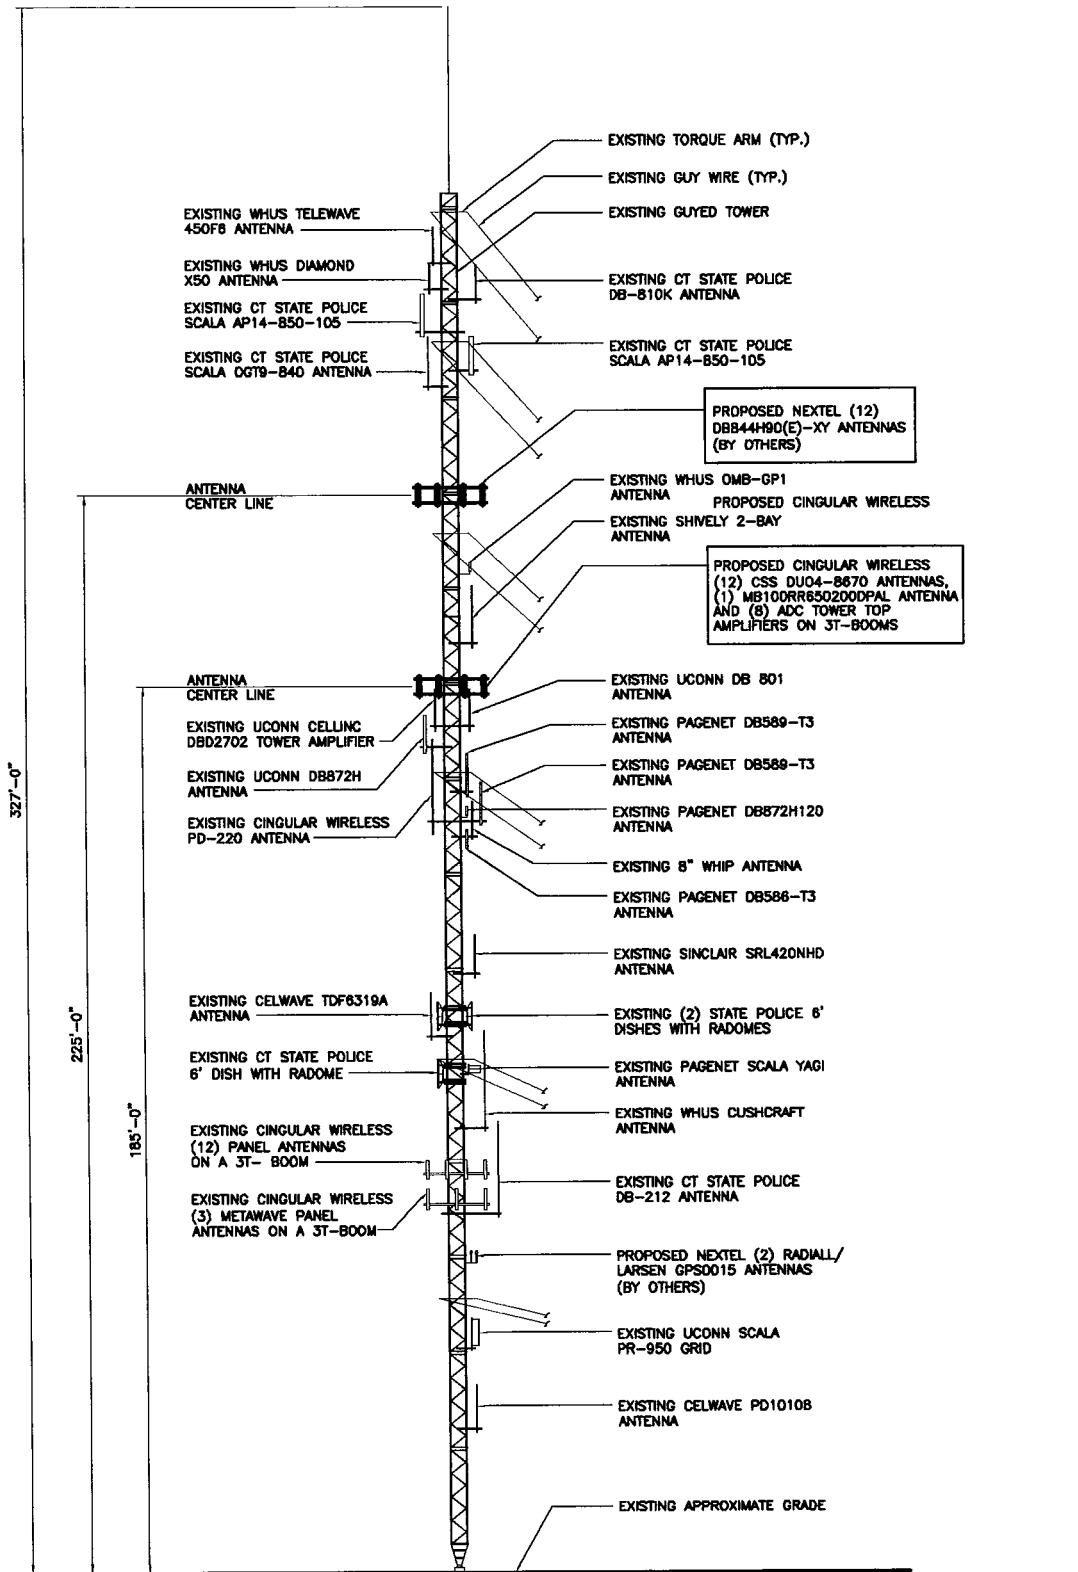 EXISTING TORQUE ARM (TYP.)
EXISTING GUY WIRE (TYP.)
EXISTING GUYED TOWER
EXISTING WHUS TELEWAVE
450F6 ANTENNA
EXISTING WHUS DIAMOND
X50 ANTENNA
EXISTING CT STATE POLICE
DB-810K ANTENNA
EXISTING CT STATE POLICE
SCALA AP14-850-105
EXISTING CT STATE POLICE
SCALA AP14-850-105
EXISTING CT STATE POLICE
SCALA OGT9-840 ANTENNA
PROPOSED NEXTEL (12)
DB844H90(E)-XY ANTENNAS
(BY OTHERS)
ANTENNA
CENTER LINE
EXISTING WHUS OMB-GP1
ANTENNA
PROPOSED CINGULAR WIRELESS
EXISTING SHIVELY 2-BAY
ANTENNA
PROPOSED CINGULAR WIRELESS
(12) CSS DUO4-8670 ANTENNAS,
(1) MB100RR650200DPAL ANTENNA
AND (8) ADC TOWER TOP
AMPLIFIERS ON 3T-BOOMS
ANTENNA
CENTER LINE
EXISTING UCONN DB 801
ANTENNA
EXISTING UCONN CELLINC
DBD2702 TOWER AMPLIFIER
EXISTING PAGENET DB589-T3
ANTENNA
EXISTING UCONN DB872H
ANTENNA
EXISTING PAGENET DB589-T3
ANTENNA
EXISTING CINGULAR WIRELESS
PD-220 ANTENNA
EXISTING PAGENET DB872H120
ANTENNA
EXISTING 8" WHIP ANTENNA
EXISTING PAGENET DB586-T3
ANTENNA
EXISTING SINCLAIR SRL420NHD
ANTENNA
EXISTING CELWAVE TDF6319A
ANTENNA
EXISTING (2) STATE POLICE 6'
DISHES WITH RADOMES
EXISTING CT STATE POLICE
6' DISH WITH RADOME
EXISTING PAGENET SCALA YAGI
ANTENNA
EXISTING WHUS CUSHCRAFT
ANTENNA
EXISTING CINGULAR WIRELESS
(12) PANEL ANTENNAS
ON A 3T- BOOM
EXISTING CT STATE POLICE
DB-212 ANTENNA
EXISTING CINGULAR WIRELESS
(3) METAWAVE PANEL
ANTENNAS ON A 3T-BOOM
PROPOSED NEXTEL (2) RADIALL/
LARSEN GPS0015 ANTENNAS
(BY OTHERS)
EXISTING UCONN SCALA
PR-950 GRID
EXISTING CELWAVE PD1010B
ANTENNA
EXISTING APPROXIMATE GRADE
327'-0"
225'-0"
185'-0"